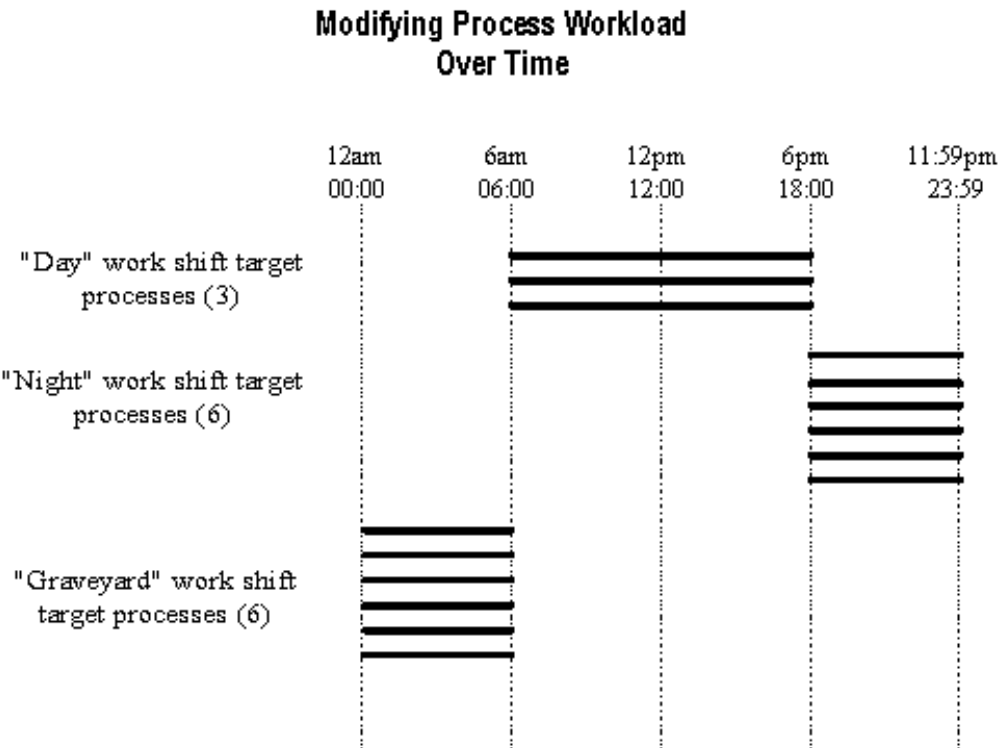 Modifying Process Workload
Over Time
12am 6am 12pm 6pm 11:59pm
00:00 06:00 12:00 18:00 23:59
"Day" work shift target
processes (3)
"Night" work shift target
processes (6)
"Graveyard" work shift
target processes (6)